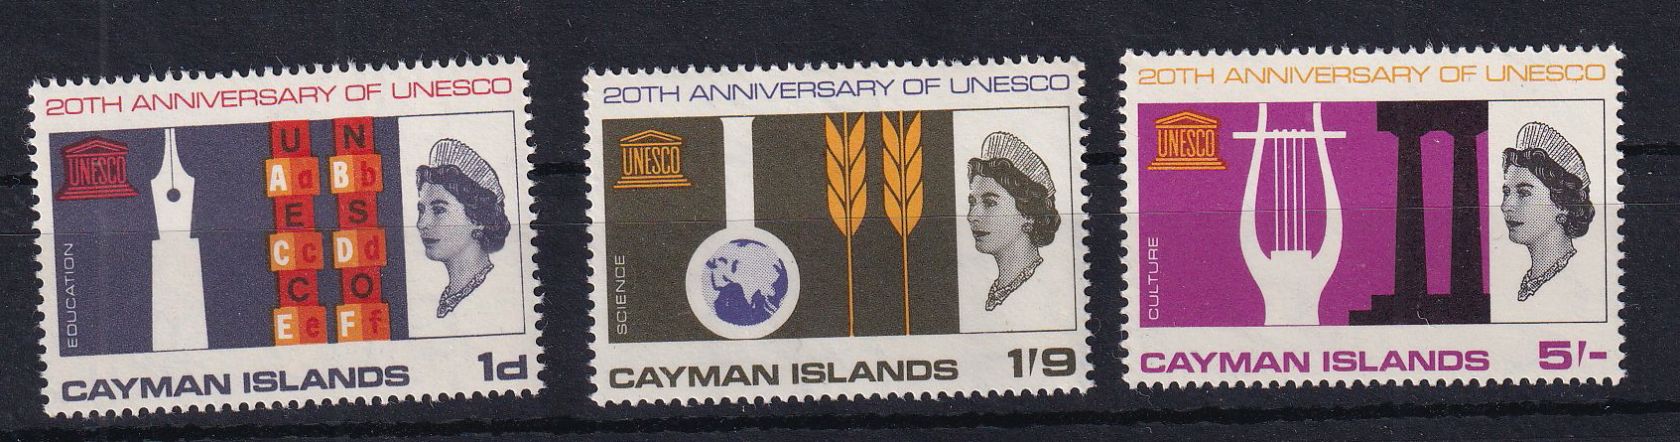 20TH ANNIVERSARY OF UNESCO
UNESCO
EDUCATION
U N
A a B b
E S
C c D d
C O
E e F f
CAYMAN ISLANDS 1d
20TH ANNIVERSARY OF UNESCO
UNESCO
SCIENCE
CAYMAN ISLANDS 1/9
20TH ANNIVERSARY OF UNESCO
UNESCO
CULTURE
CAYMAN ISLANDS 5/-